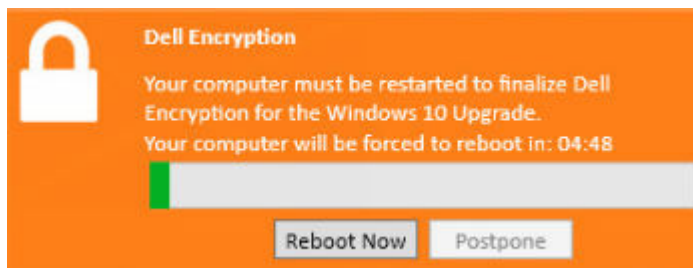 Dell Encryption
Your computer must be restarted to finalize Dell
Encryption for the Windows 10 Upgrade.
Your computer will be forced to reboot in: 04:48
Reboot Now Postpone